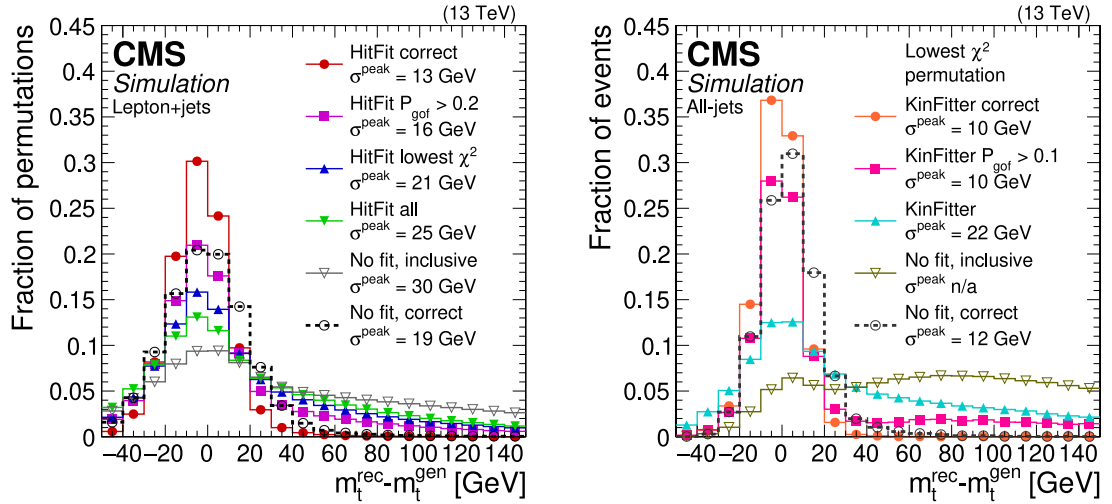 (13 TeV)
CMS
Simulation
Lepton+jets
HitFit correct
σ^peak = 13 GeV
HitFit P_gof > 0.2
σ^peak = 16 GeV
HitFit lowest χ²
σ^peak = 21 GeV
HitFit all
σ^peak = 25 GeV
No fit, inclusive
σ^peak = 30 GeV
No fit, correct
σ^peak = 19 GeV
Fraction of permutations
0.45
0.4
0.35
0.3
0.25
0.2
0.15
0.1
0.05
0
−40 −20 0 20 40 60 80 100 120 140
m_t^rec-m_t^gen [GeV]
(13 TeV)
CMS
Simulation
All-jets
Lowest χ²
permutation
KinFitter correct
σ^peak = 10 GeV
KinFitter P_gof > 0.1
σ^peak = 10 GeV
KinFitter
σ^peak = 22 GeV
No fit, inclusive
σ^peak n/a
No fit, correct
σ^peak = 12 GeV
Fraction of events
0.45
0.4
0.35
0.3
0.25
0.2
0.15
0.1
0.05
0
−40 −20 0 20 40 60 80 100 120 140
m_t^rec-m_t^gen [GeV]